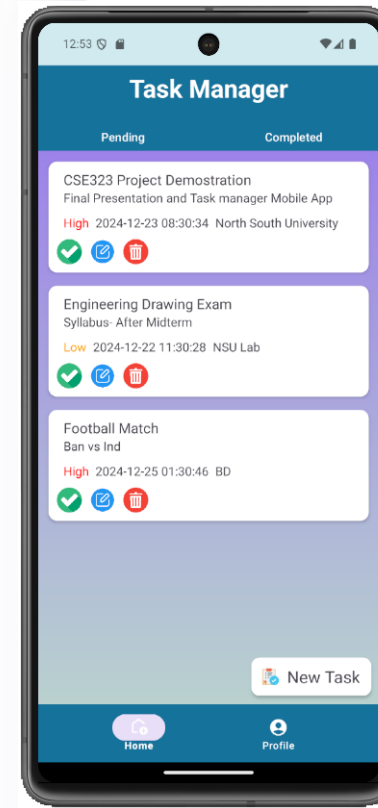 12:53
Task Manager
Pending Completed
CSE323 Project Demostration
Final Presentation and Task manager Mobile App
High 2024-12-23 08:30:34 North South University
Engineering Drawing Exam
Syllabus- After Midterm
Low 2024-12-22 11:30:28 NSU Lab
Football Match
Ban vs Ind
High 2024-12-25 01:30:46 BD
New Task
Home Profile